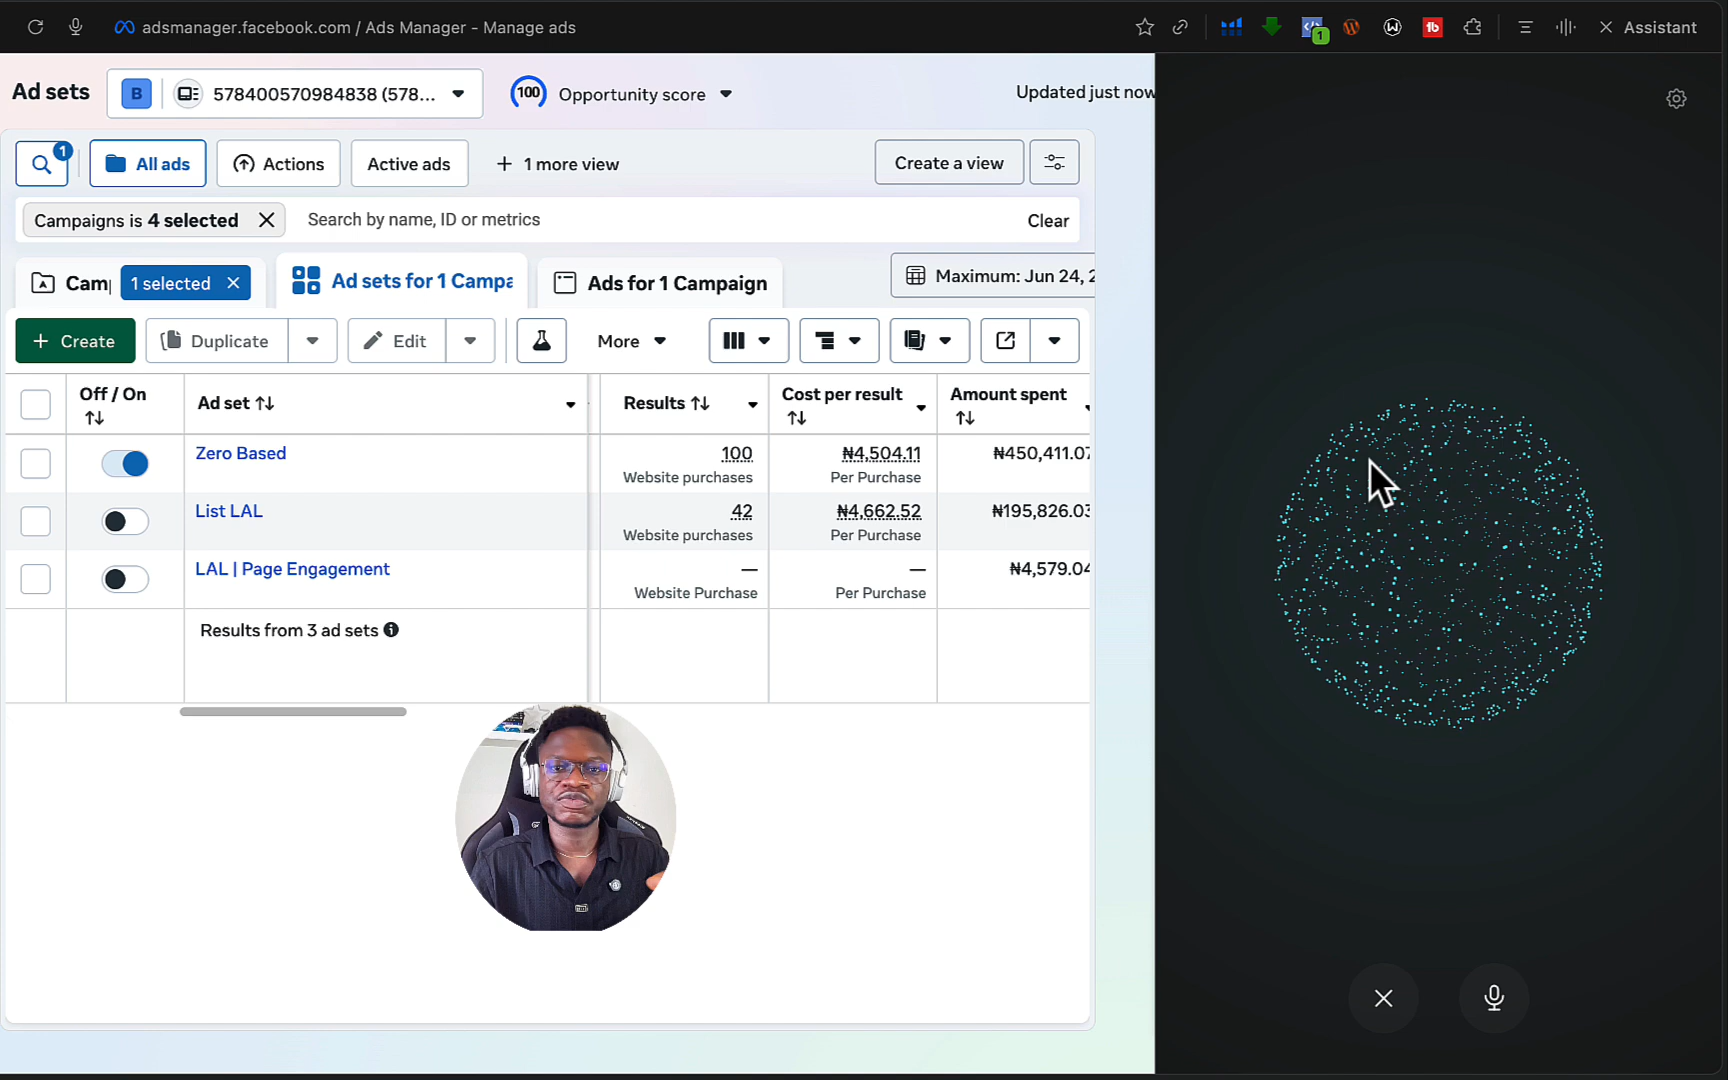 adsmanager.facebook.com / Ads Manager - Manage ads
1
Assistant
Ad sets
B
578400570984838 (578...
100
Opportunity score
Updated just now
1
All ads
Actions
Active ads
+ 1 more view
Create a view
Campaigns is 4 selected
Search by name, ID or metrics
Clear
Camp
1 selected
Ad sets for 1 Campa
Ads for 1 Campaign
Maximum: Jun 24, 2
+ Create
Duplicate
Edit
More
Off / On
Ad set
Results
Cost per result
Amount spent
Zero Based
100
Website purchases
₦4,504.11
Per Purchase
₦450,411.07
List LAL
42
Website purchases
₦4,662.52
Per Purchase
₦195,826.03
LAL | Page Engagement
—
Website Purchase
—
Per Purchase
₦4,579.04
Results from 3 ad sets